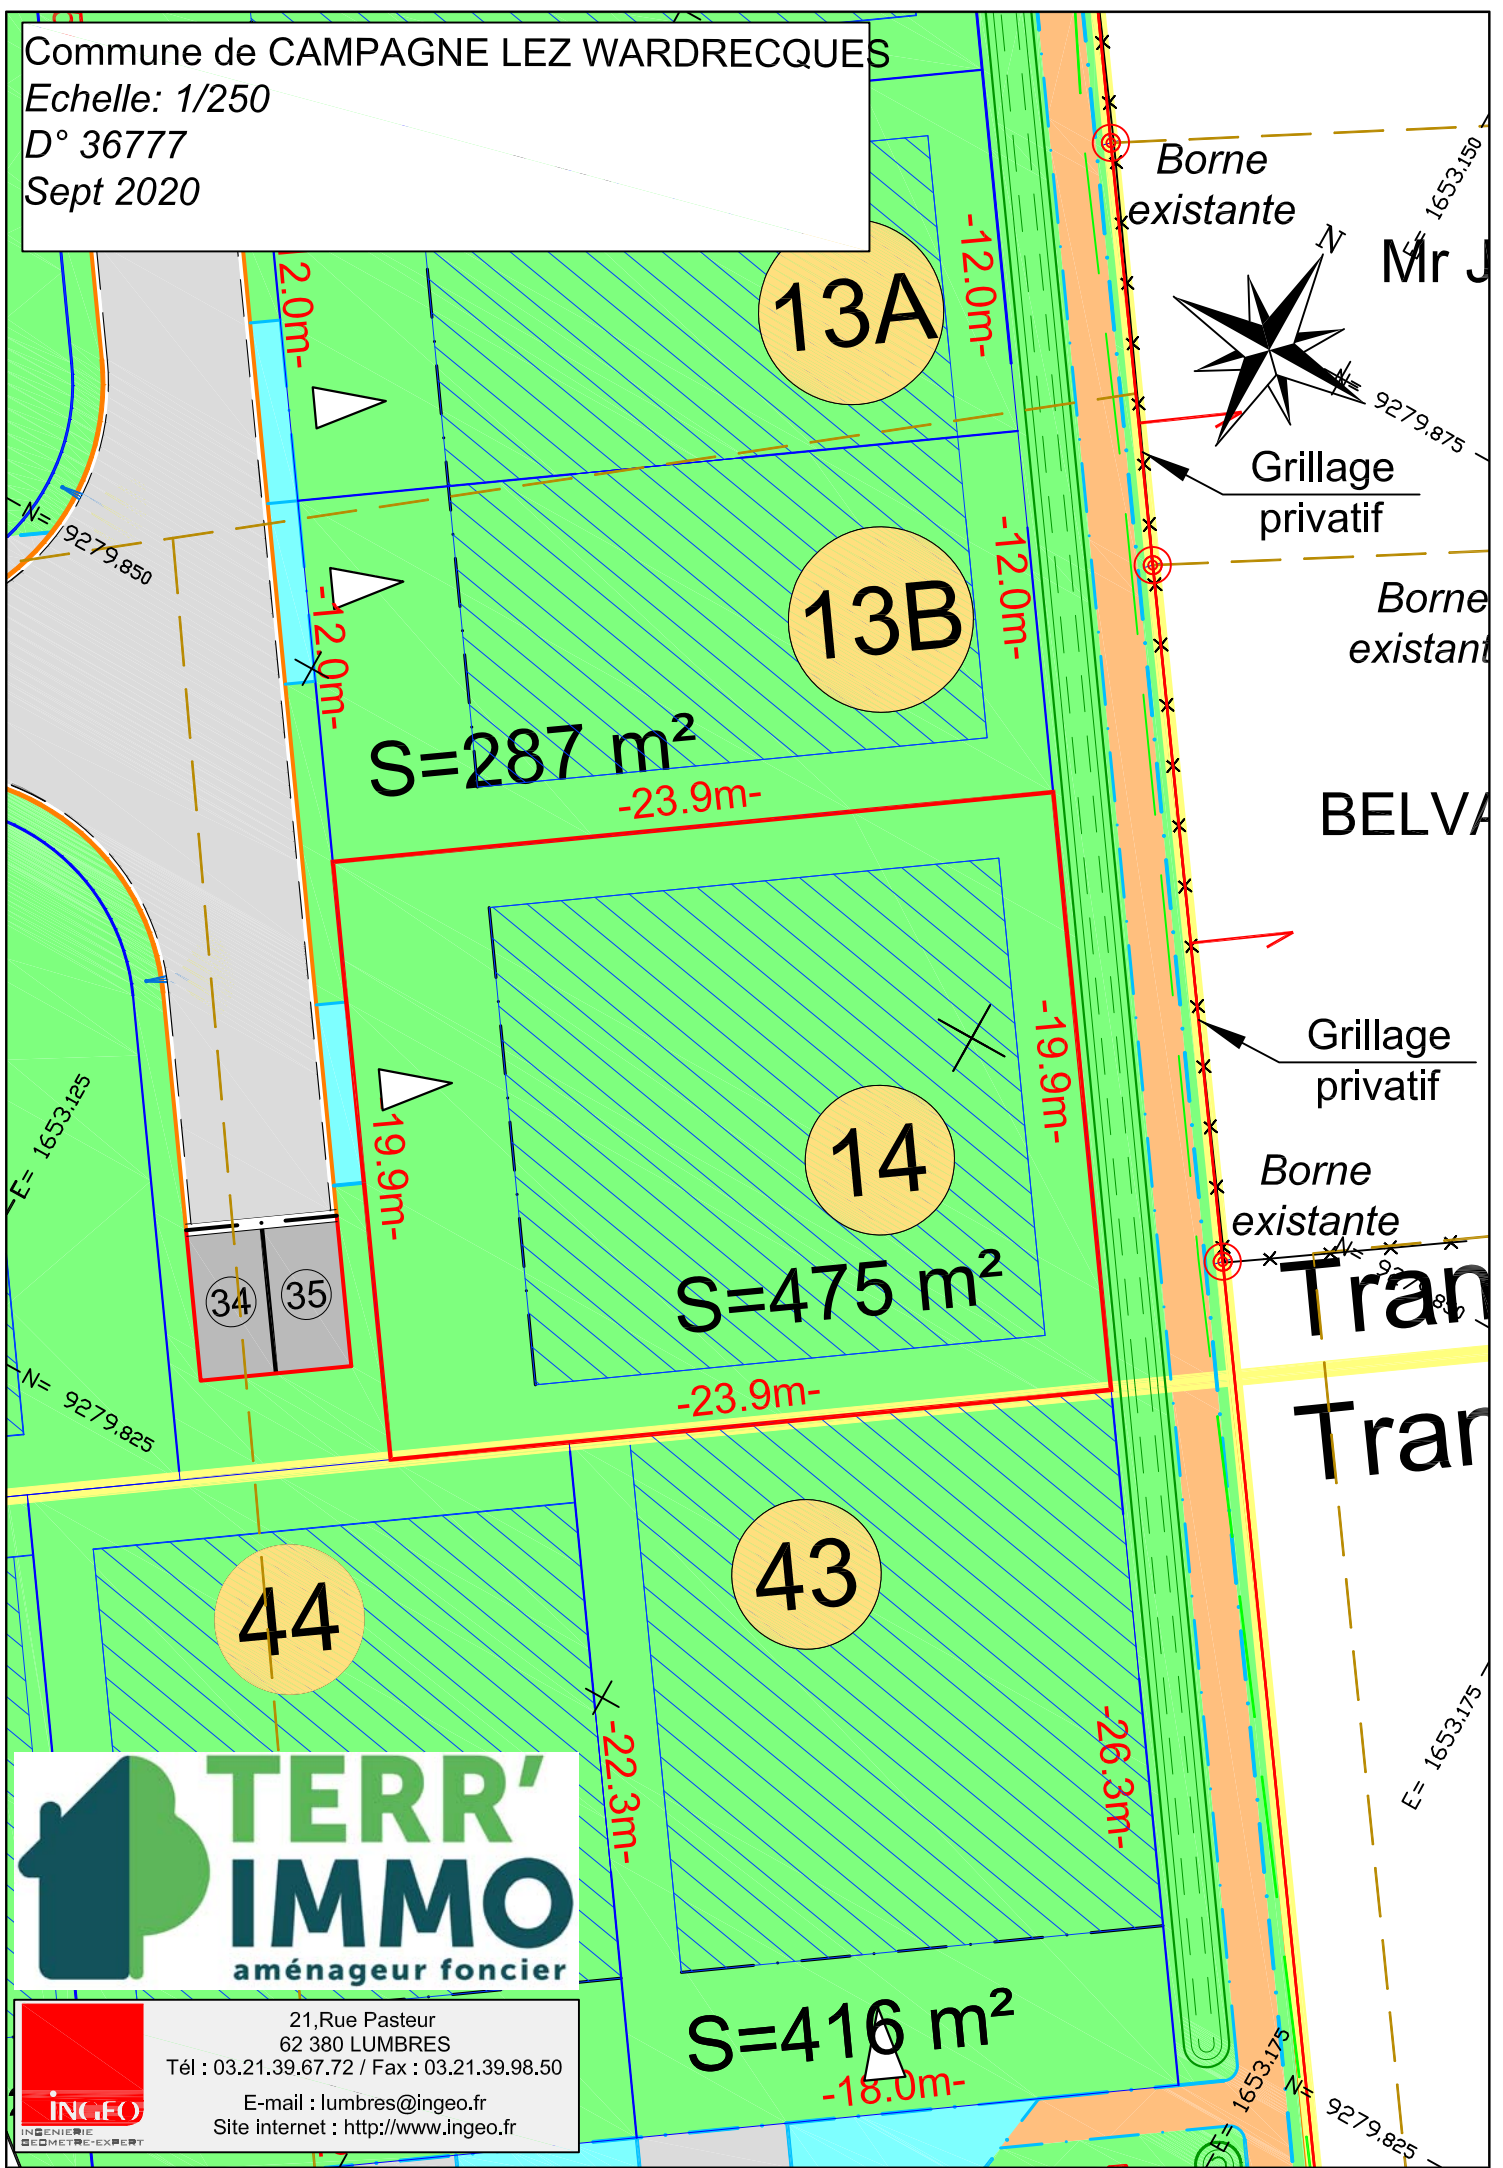 Commune de CAMPAGNE LEZ WARDRECQUES
Echelle: 1/250
D° 36777
Sept 2020
Borne
existante
E= 1653.150
N
Mr J
13A
-12.0m-
2.0m-
N= 9279.875
Grillage
privatif
N= 9279.850
13B
-12.0m-
-12.0m-
Borne
existant
S=287 m²
-23.9m-
BELVA
-19.9m-
Grillage
privatif
E= 1653.125
19.9m-
14
Borne
existante
S=475 m²
34
35
N= 9279.850
Tran
-23.9m-
N= 9279.825
Tran
43
44
-22.3m-
-26.3m-
E= 1653.175
TERR'
IMMO
aménageur foncier
S=416 m²
-18.0m-
E= 1653.175
N= 9279.825
21,Rue Pasteur
62 380 LUMBRES
Tél : 03.21.39.67.72 / Fax : 03.21.39.98.50
E-mail : lumbres@ingeo.fr
Site internet : http://www.ingeo.fr
INGEO
INGENIERIE
GEOMETRE-EXPERT